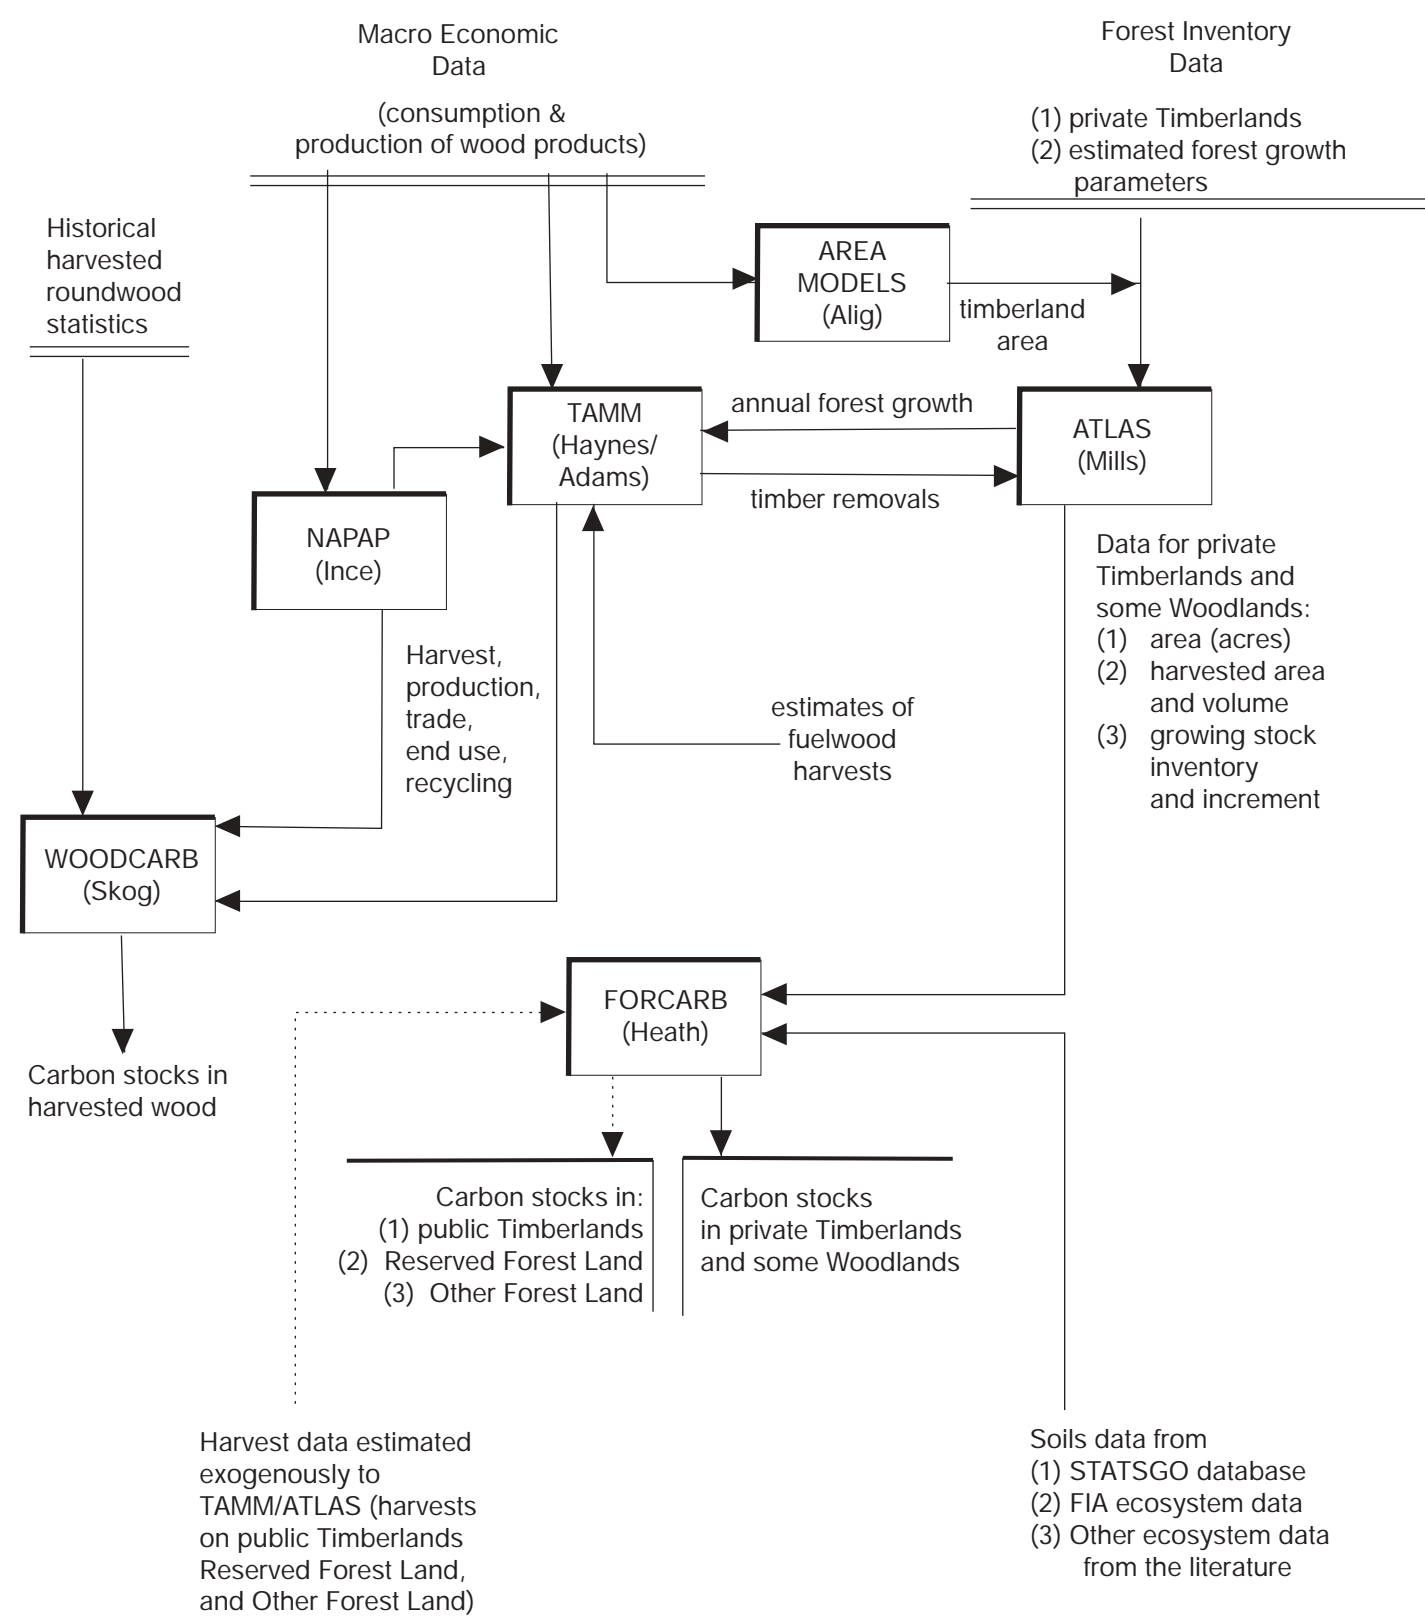 Macro Economic
Data
(consumption &
production of wood products)
Forest Inventory
Data
(1) private Timberlands
(2) estimated forest growth
parameters
Historical
harvested
roundwood
statistics
AREA
MODELS
(Alig)
timberland
area
TAMM
(Haynes/
Adams)
annual forest growth
timber removals
ATLAS
(Mills)
NAPAP
(Ince)
Harvest,
production,
trade,
end use,
recycling
estimates of
fuelwood
harvests
Data for private
Timberlands and
some Woodlands:
(1) area (acres)
(2) harvested area
and volume
(3) growing stock
inventory
and increment
WOODCARB
(Skog)
Carbon stocks in
harvested wood
FORCARB
(Heath)
Carbon stocks in:
(1) public Timberlands
(2) Reserved Forest Land
(3) Other Forest Land
Carbon stocks
in private Timberlands
and some Woodlands
Harvest data estimated
exogenously to
TAMM/ATLAS (harvests
on public Timberlands
Reserved Forest Land,
and Other Forest Land)
Soils data from
(1) STATSGO database
(2) FIA ecosystem data
(3) Other ecosystem data
from the literature